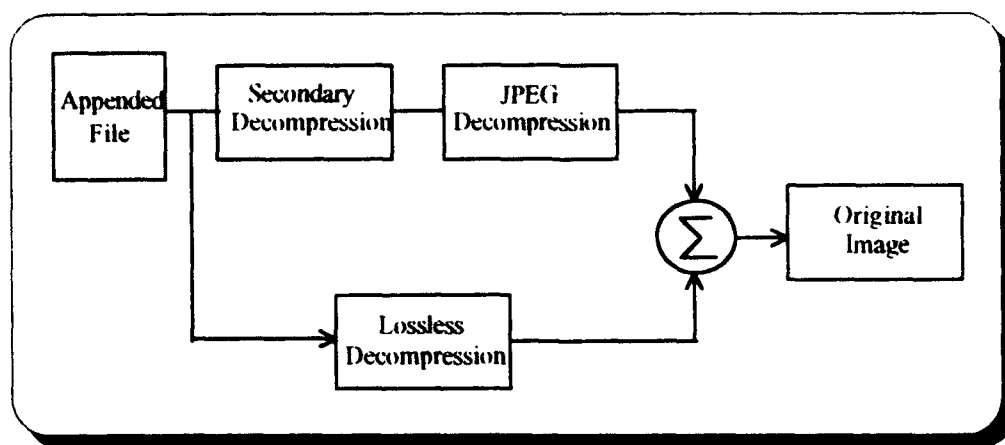 Appended
File
Secondary
Decompression
JPEG
Decompression
Σ
Original
Image
Lossless
Decompression